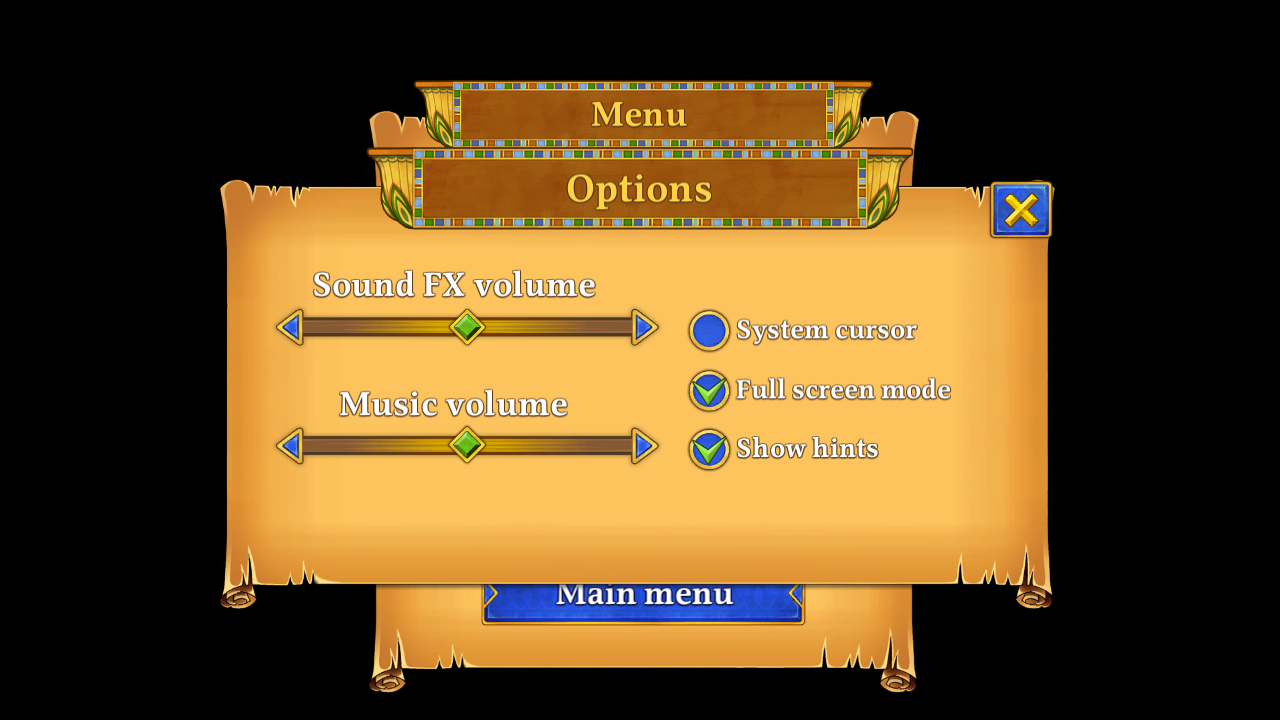 Menu
Options
Sound FX volume
System cursor
Full screen mode
Music volume
Show hints
Main menu